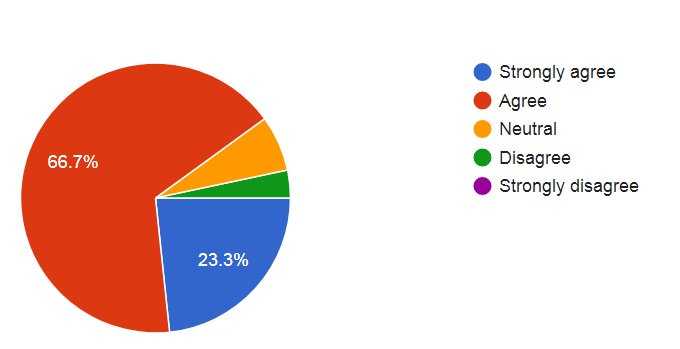 Strongly agree
Agree
Neutral
Disagree
Strongly disagree
66.7%
23.3%